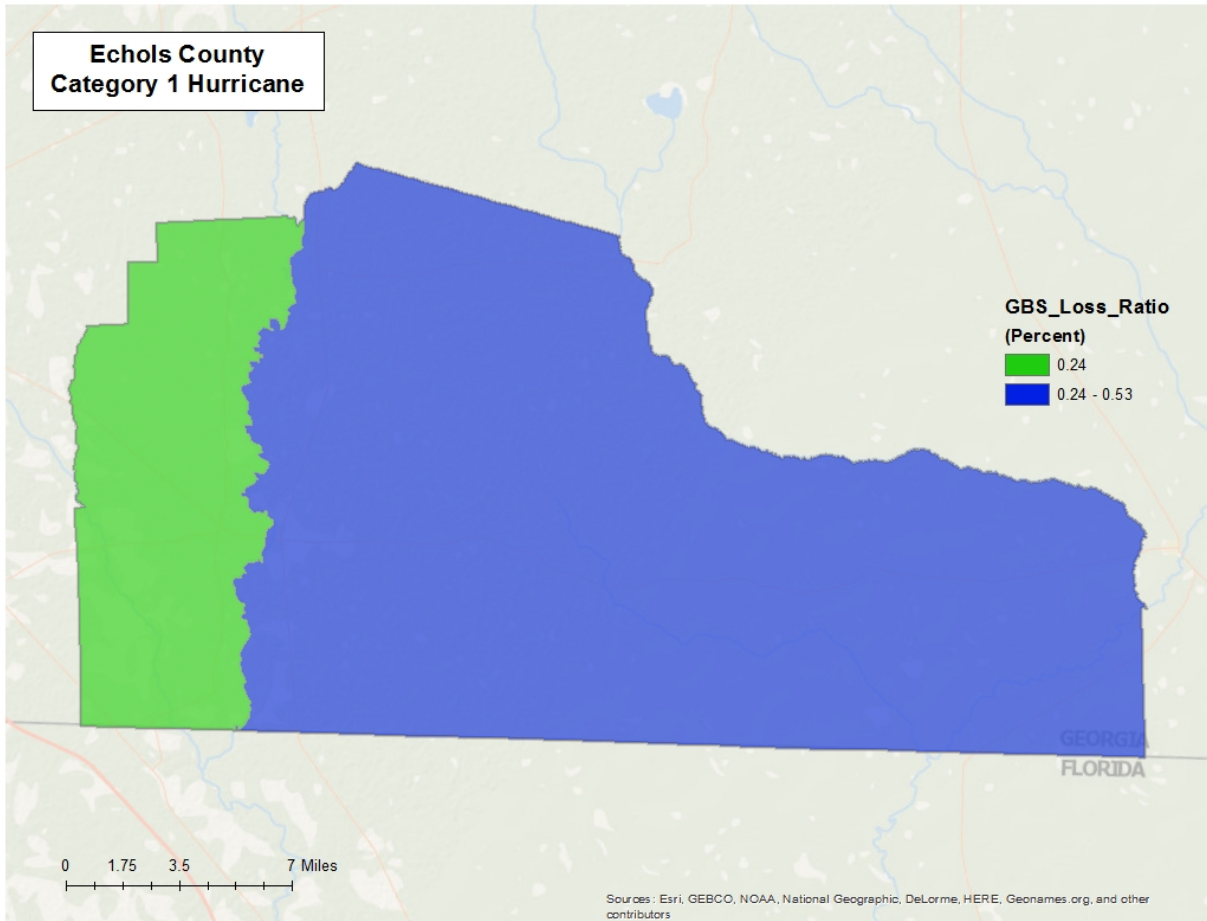 Echols County
Category 1 Hurricane
GBS_Loss_Ratio
(Percent)
0.24
0.24 - 0.53
GEORGIA
FLORIDA
0 1.75 3.5 7 Miles
Sources: Esri, GEBCO, NOAA, National Geographic, DeLorme, HERE, Geonames.org, and other
contributors